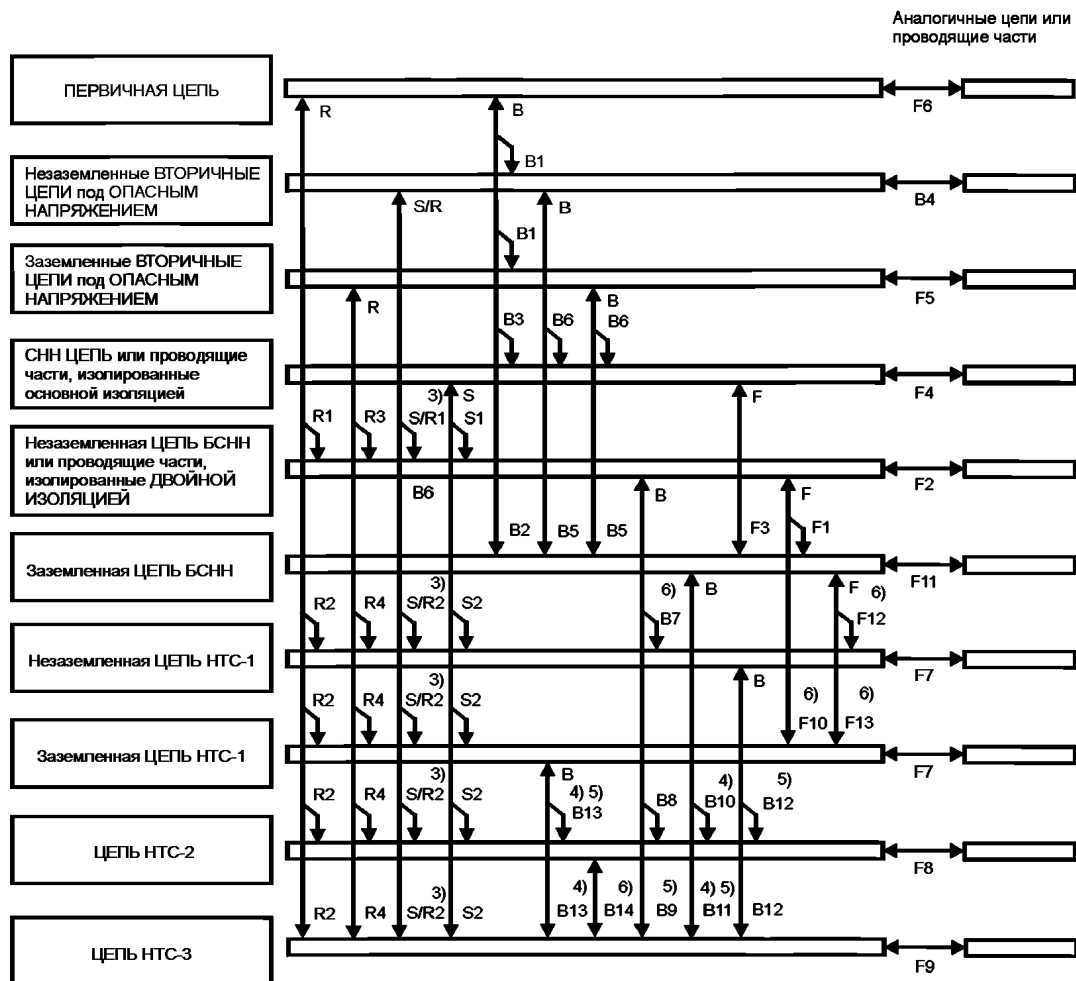 Аналогичные цепи или
проводящие части
ПЕРВИЧНАЯ ЦЕПЬ
R
B
F6
B1
Незаземленные ВТОРИЧНЫЕ
ЦЕПИ под ОПАСНЫМ
НАПРЯЖЕНИЕМ
S/R
B
B4
B1
Заземленные ВТОРИЧНЫЕ
ЦЕПИ под ОПАСНЫМ
НАПРЯЖЕНИЕМ
R
B
F5
B3 B6 B6
СНН ЦЕПЬ или проводящие
части, изолированные
основной изоляцией
3) S
F
F4
R1 R3 S/R1 S1
Незаземленная ЦЕПЬ БСНН
или проводящие части,
изолированные ДВОЙНОЙ
ИЗОЛЯЦИЕЙ
B6
B
F
F2
B2 B5 B5 F3 F1
Заземленная ЦЕПЬ БСНН
3) 6) B F 6)
F11
R2 R4 S/R2 S2 B7 F12
Незаземленная ЦЕПЬ НТС-1
B
F7
3) 6) 6)
R2 R4 S/R2 S2 F10 F13
Заземленная ЦЕПЬ НТС-1
B
F7
3) 4) 5) 4) 5)
R2 R4 S/R2 S2 B13 B8 B10 B12
ЦЕПЬ НТС-2
F8
3) 4) 6) 5) 4) 5)
R2 R4 S/R2 S2 B13 B14 B9 B11 B12
ЦЕПЬ НТС-3
F9